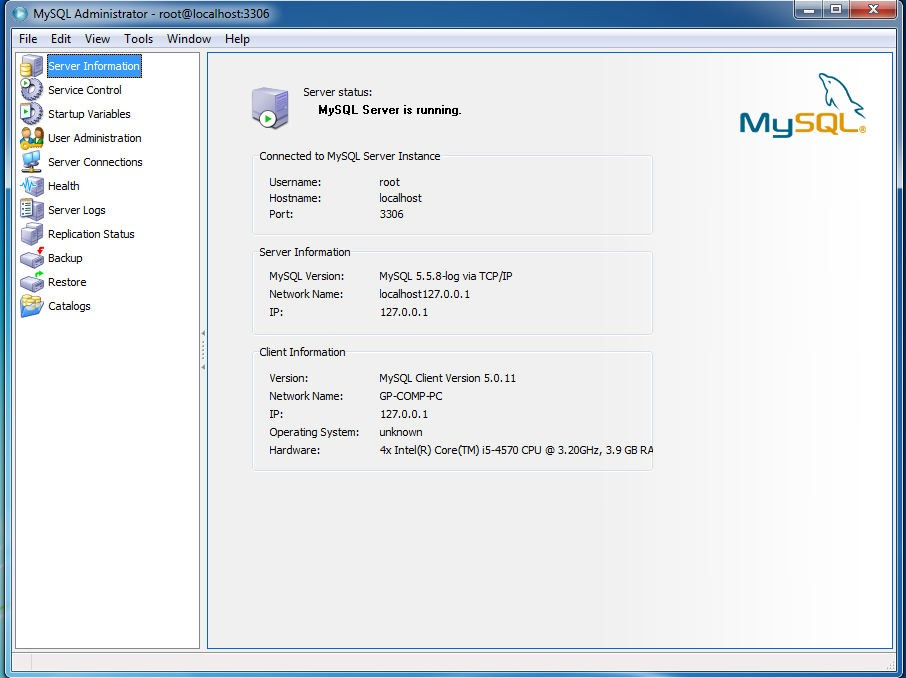 MySQL Administrator - root@localhost:3306
File Edit View Tools Window Help
Server Information
Service Control
Startup Variables
User Administration
Server Connections
Health
Server Logs
Replication Status
Backup
Restore
Catalogs
Server status:
MySQL Server is running.
MySQL®
Connected to MySQL Server Instance
Username: root
Hostname: localhost
Port: 3306
Server Information
MySQL Version: MySQL 5.5.8-log via TCP/IP
Network Name: localhost127.0.0.1
IP: 127.0.0.1
Client Information
Version: MySQL Client Version 5.0.11
Network Name: GP-COMP-PC
IP: 127.0.0.1
Operating System: unknown
Hardware: 4x Intel(R) Core(TM) i5-4570 CPU @ 3.20GHz, 3.9 GB RA